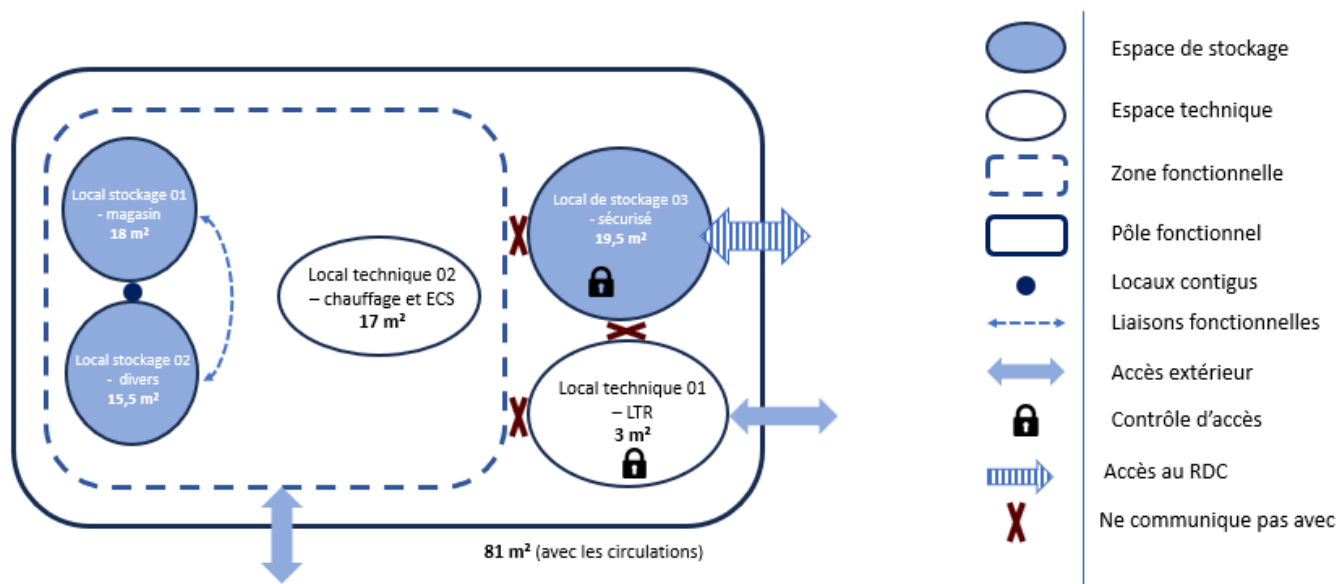 Local stockage 01
- magasin
18 m²
Local stockage 02
- divers
15,5 m²
Local technique 02
– chauffage et ECS
17 m²
Local de stockage 03
- sécurisé
19,5 m²
Local technique 01
– LTR
3 m²
81 m² (avec les circulations)
Espace de stockage
Espace technique
Zone fonctionnelle
Pôle fonctionnel
Locaux contigus
Liaisons fonctionnelles
Accès extérieur
Contrôle d’accès
Accès au RDC
Ne communique pas avec